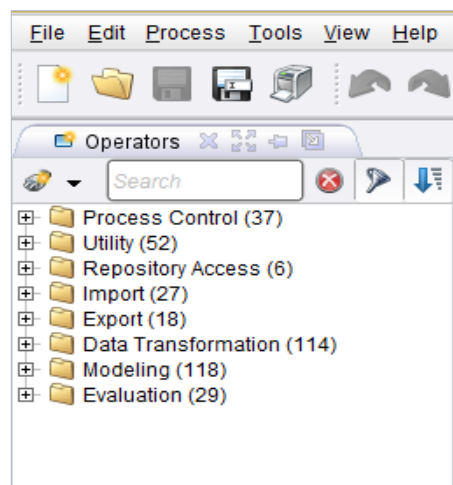 File Edit Process Tools View Help
Operators
Search
Process Control (37)
Utility (52)
Repository Access (6)
Import (27)
Export (18)
Data Transformation (114)
Modeling (118)
Evaluation (29)